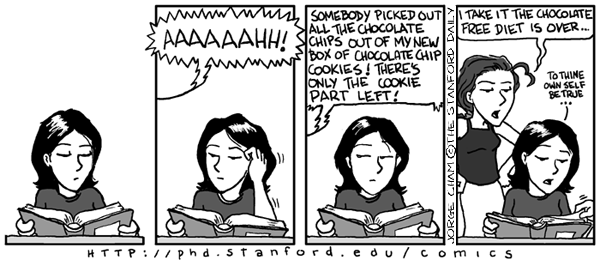 AAAAAAHH!
SOMEBODY PICKED OUT
ALL THE CHOCOLATE
CHIPS OUT OF MY NEW
BOX OF CHOCOLATE CHIP
COOKIES! THERE'S
ONLY THE COOKIE
PART LEFT!
I TAKE IT THE CHOCOLATE
FREE DIET IS OVER...
TO THINE
OWN SELF
BE TRUE
...
JORGE CHAM © THE STANFORD DAILY
HTTP://phd.stanford.edu/comics